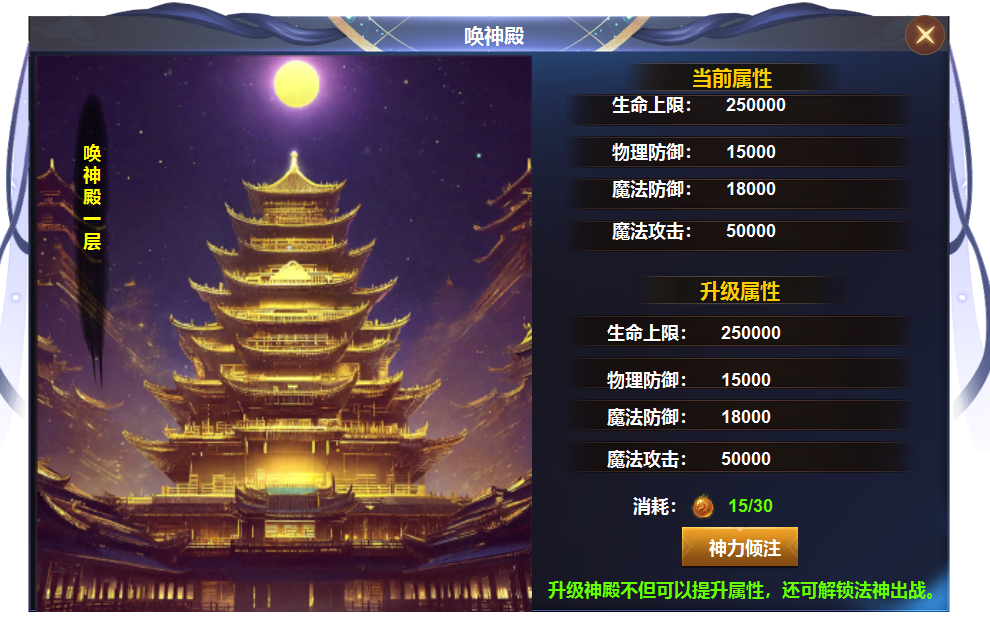 唤神殿
唤神殿一层
当前属性
生命上限： 250000
物理防御： 15000
魔法防御： 18000
魔法攻击： 50000
升级属性
生命上限： 250000
物理防御： 15000
魔法防御： 18000
魔法攻击： 50000
消耗： 15/30
神力倾注
升级神殿不但可以提升属性，还可解锁法神出战。